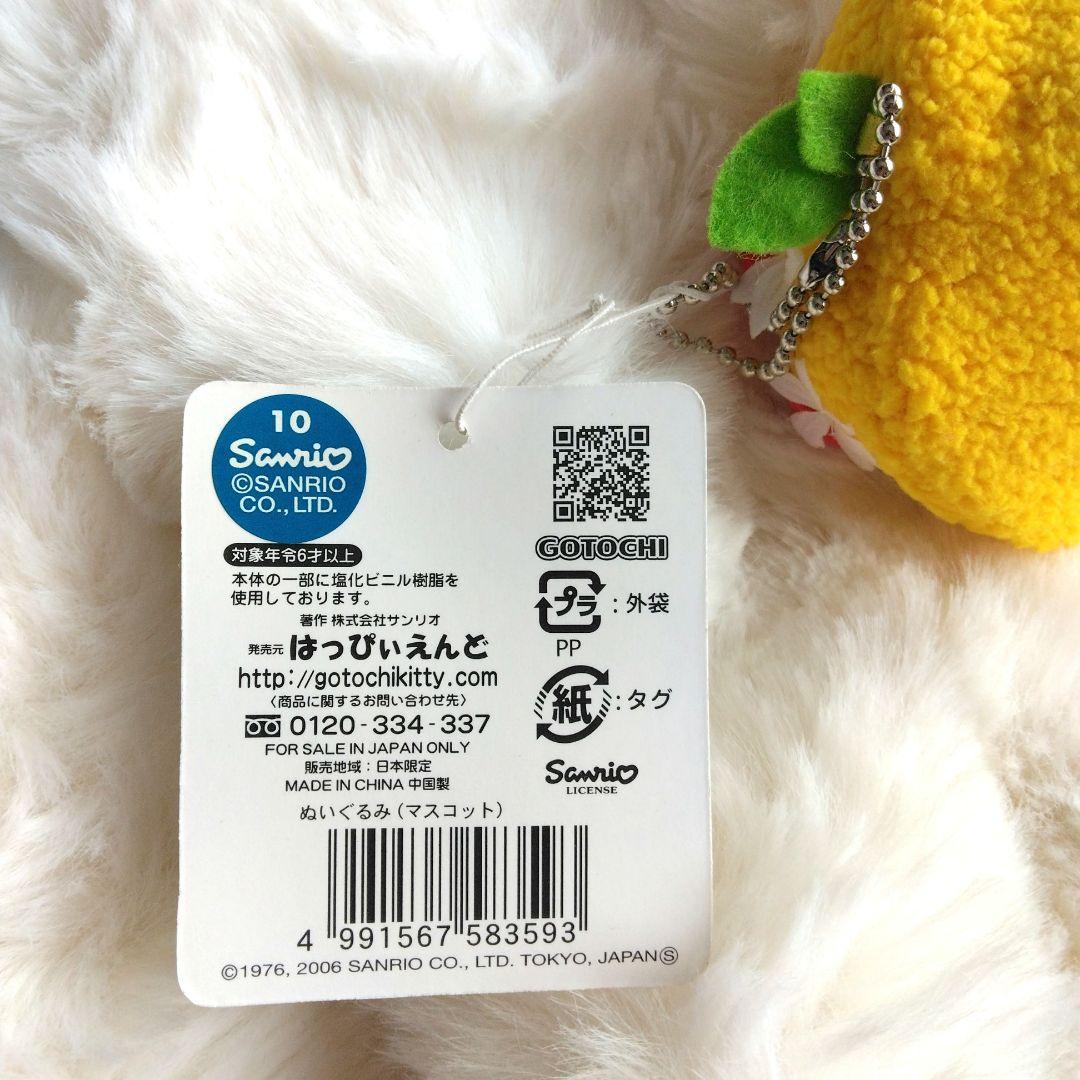 10
Sanrio
©SANRIO
CO., LTD.
対象年令6才以上
本体の一部に塩化ビニル樹脂を
使用しております。
著作 株式会社サンリオ
発売元 はっぴぃえんど
http://gotochikitty.com
〈商品に関するお問い合わせ先〉
0120-334-337
FOR SALE IN JAPAN ONLY
販売地域：日本限定
MADE IN CHINA 中国製
GOTOCHI
プラ：外袋
PP
紙：タグ
Sanrio
LICENSE
ぬいぐるみ（マスコット）
4 991567 583593
©1976, 2006 SANRIO CO., LTD. TOKYO, JAPAN Ⓢ